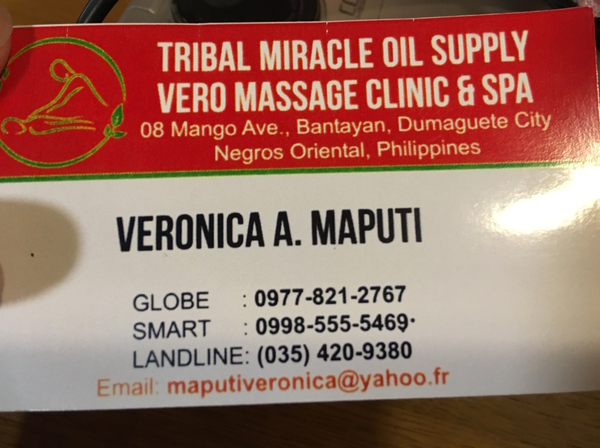 TRIBAL MIRACLE OIL SUPPLY
VERO MASSAGE CLINIC & SPA
08 Mango Ave., Bantayan, Dumaguete City
Negros Oriental, Philippines
VERONICA A. MAPUTI
GLOBE : 0977-821-2767
SMART : 0998-555-5469
LANDLINE: (035) 420-9380
Email: maputiveronica@yahoo.fr